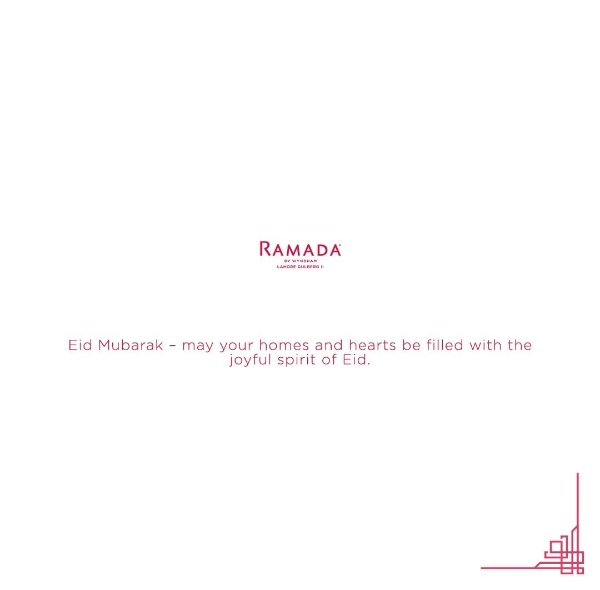 RAMADA
BY WYNDHAM
LAHORE GULBERG II
Eid Mubarak – may your homes and hearts be filled with the
joyful spirit of Eid.